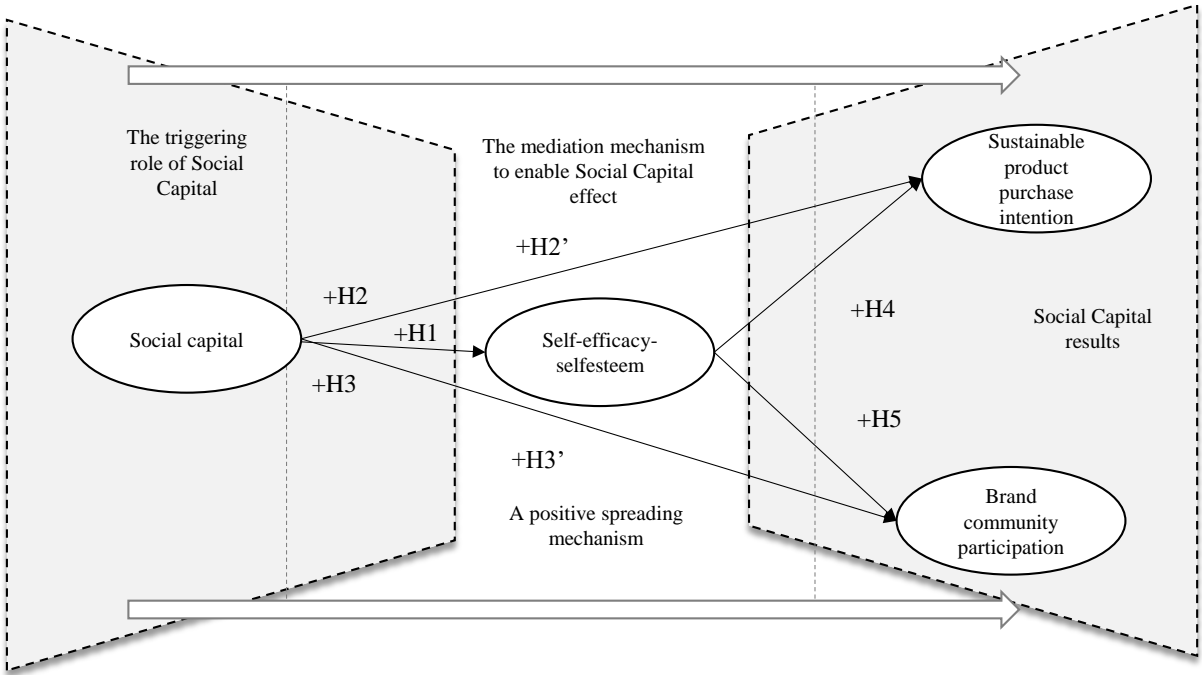 The triggering
role of Social
Capital
The mediation mechanism
to enable Social Capital
effect
Sustainable
product
purchase
intention
+H2’
+H2
+H1
+H3
Social capital
Self-efficacy-
selfesteem
+H4
Social Capital
results
+H5
+H3’
A positive spreading
mechanism
Brand
community
participation